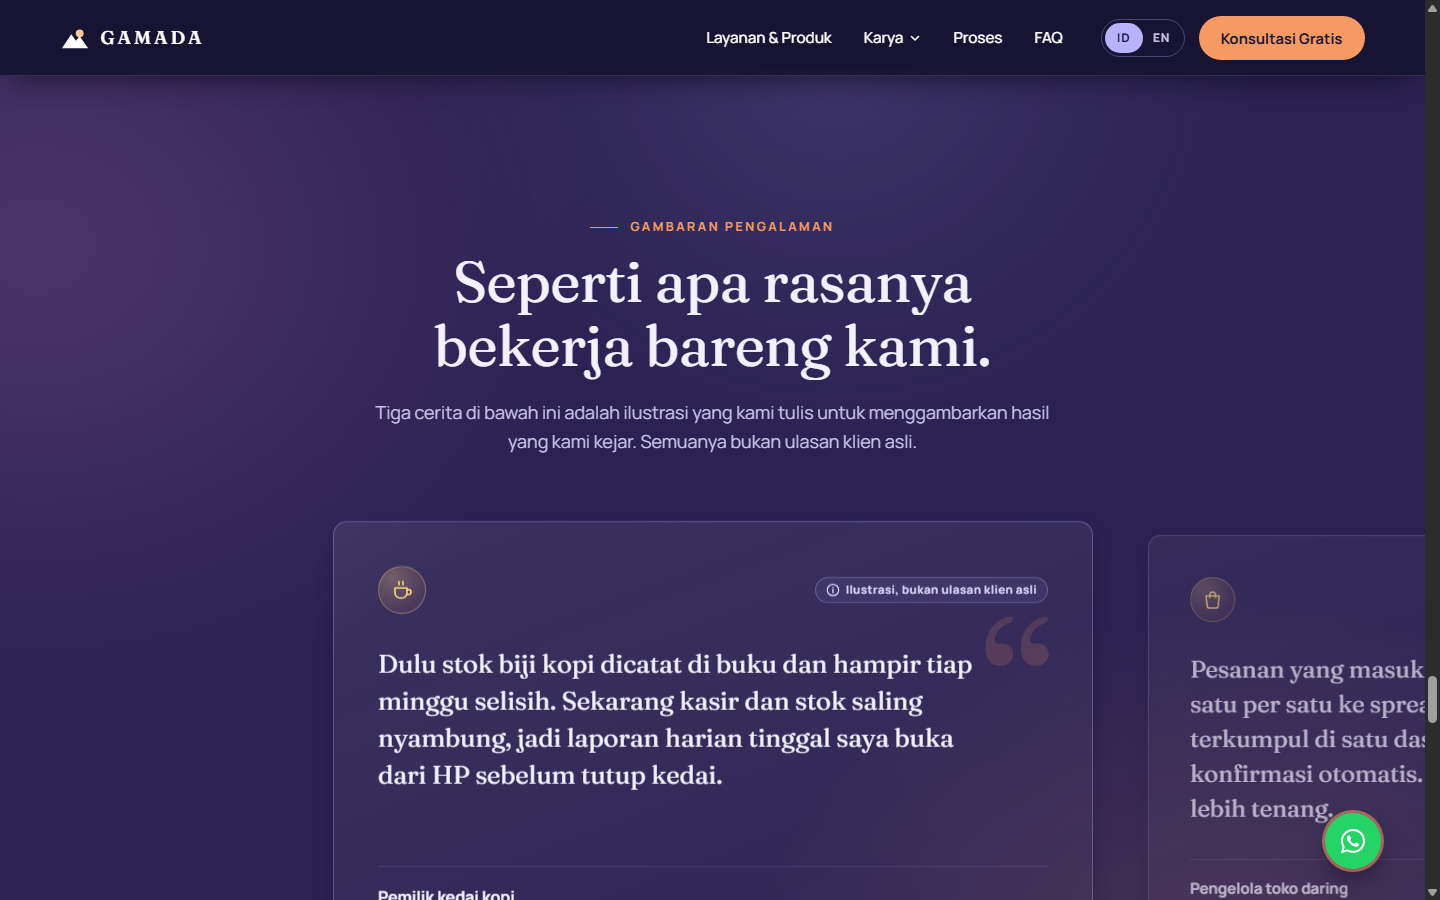 GAMADA
Layanan & Produk
Karya
Proses
FAQ
ID
EN
Konsultasi Gratis
GAMBARAN PENGALAMAN
Seperti apa rasanya
bekerja bareng kami.
Tiga cerita di bawah ini adalah ilustrasi yang kami tulis untuk menggambarkan hasil
yang kami kejar. Semuanya bukan ulasan klien asli.
Ilustrasi, bukan ulasan klien asli
“
Dulu stok biji kopi dicatat di buku dan hampir tiap
minggu selisih. Sekarang kasir dan stok saling
nyambung, jadi laporan harian tinggal saya buka
dari HP sebelum tutup kedai.
Pemilik kedai kopi
Pesanan yang masuk
satu per satu ke sprea
terkumpul di satu das
konfirmasi otomatis.
lebih tenang.
Pengelola toko daring